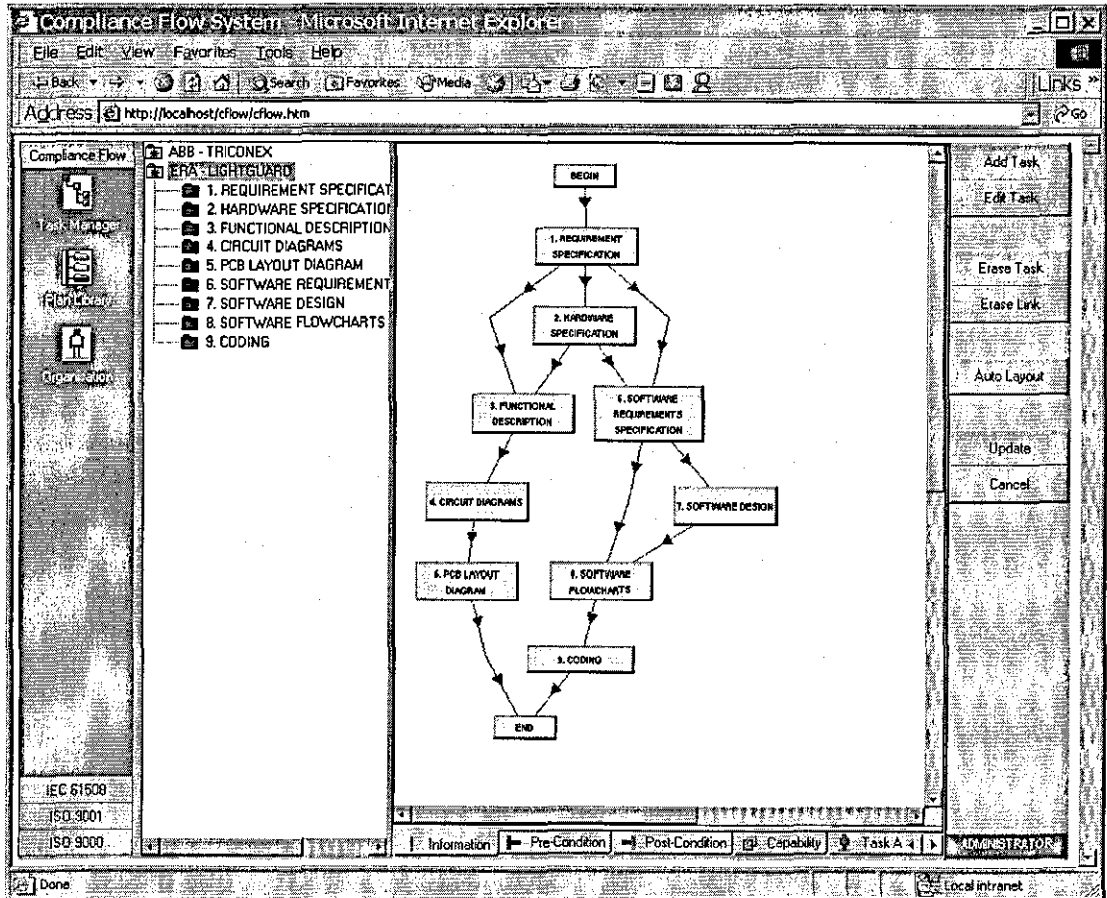 Compliance Flow System - Microsoft Internet Explorer
File Edit View Favorites Tools Help
Back Search Favorites Media Links »
Address http://localhost/cflow/cflow.htm Go
Compliance Flow
Task Manager
Plan Library
Organisation
IEC 61508
ISO 9001
ISO 9000
ABB - TRICONEX
ERA - LIGHTGUARD
1. REQUIREMENT SPECIFICAT
2. HARDWARE SPECIFICATION
3. FUNCTIONAL DESCRIPTION
4. CIRCUIT DIAGRAMS
5. PCB LAYOUT DIAGRAM
6. SOFTWARE REQUIREMENT
7. SOFTWARE DESIGN
8. SOFTWARE FLOWCHARTS
9. CODING
BEGIN
1. REQUIREMENT
SPECIFICATION
2. HARDWARE
SPECIFICATION
3. FUNCTIONAL
DESCRIPTION
6. SOFTWARE
REQUIREMENTS
SPECIFICATION
4. CIRCUIT DIAGRAMS
7. SOFTWARE DESIGN
5. PCB LAYOUT
DIAGRAM
8. SOFTWARE
FLOWCHARTS
9. CODING
END
Information Pre-Condition Post-Condition Capability Task A
Add Task
Edit Task
Erase Task
Erase Link
Auto Layout
Update
Cancel
ADMINISTRATOR
Done Local intranet